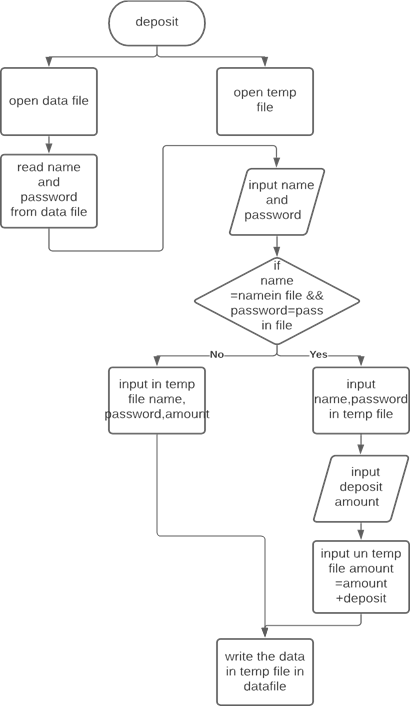 deposit
open data file
open temp
file
read name
and
password
from data file
input name
and
password
if
name
=namein file &&
password=pass
in file
No
Yes
input in temp
file name,
password,amount
input
name,password
in temp file
input
deposit
amount
input un temp
file amount
=amount
+deposit
write the data
in temp file in
datafile